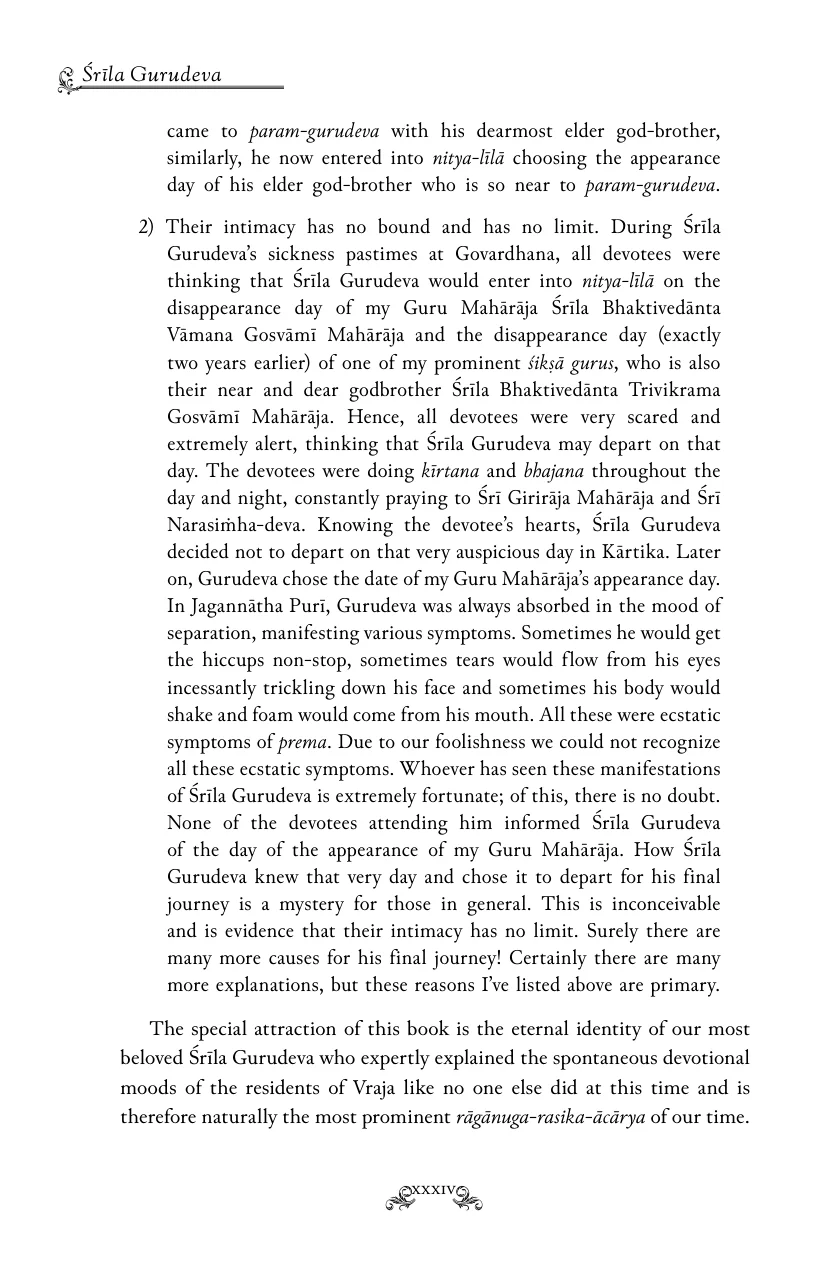 Śrīla Gurudeva
came to param-gurudeva with his dearmost elder god-brother,
similarly, he now entered into nitya-līlā choosing the appearance
day of his elder god-brother who is so near to param-gurudeva.
2) Their intimacy has no bound and has no limit. During Śrīla
Gurudeva’s sickness pastimes at Govardhana, all devotees were
thinking that Śrīla Gurudeva would enter into nitya-līlā on the
disappearance day of my Guru Mahārāja Śrīla Bhaktivedānta
Vāmana Gosvāmī Mahārāja and the disappearance day (exactly
two years earlier) of one of my prominent śikṣā gurus, who is also
their near and dear godbrother Śrīla Bhaktivedānta Trivikrama
Gosvāmī Mahārāja. Hence, all devotees were very scared and
extremely alert, thinking that Śrīla Gurudeva may depart on that
day. The devotees were doing kīrtana and bhajana throughout the
day and night, constantly praying to Śrī Girirāja Mahārāja and Śrī
Narasiṁha-deva. Knowing the devotee’s hearts, Śrīla Gurudeva
decided not to depart on that very auspicious day in Kārtika. Later
on, Gurudeva chose the date of my Guru Mahārāja’s appearance day.
In Jagannātha Purī, Gurudeva was always absorbed in the mood of
separation, manifesting various symptoms. Sometimes he would get
the hiccups non-stop, sometimes tears would flow from his eyes
incessantly trickling down his face and sometimes his body would
shake and foam would come from his mouth. All these were ecstatic
symptoms of prema. Due to our foolishness we could not recognize
all these ecstatic symptoms. Whoever has seen these manifestations
of Śrīla Gurudeva is extremely fortunate; of this, there is no doubt.
None of the devotees attending him informed Śrīla Gurudeva
of the day of the appearance of my Guru Mahārāja. How Śrīla
Gurudeva knew that very day and chose it to depart for his final
journey is a mystery for those in general. This is inconceivable
and is evidence that their intimacy has no limit. Surely there are
many more causes for his final journey! Certainly there are many
more explanations, but these reasons I’ve listed above are primary.
The special attraction of this book is the eternal identity of our most
beloved Śrīla Gurudeva who expertly explained the spontaneous devotional
moods of the residents of Vraja like no one else did at this time and is
therefore naturally the most prominent rāgānuga-rasika-ācārya of our time.
XXXIV